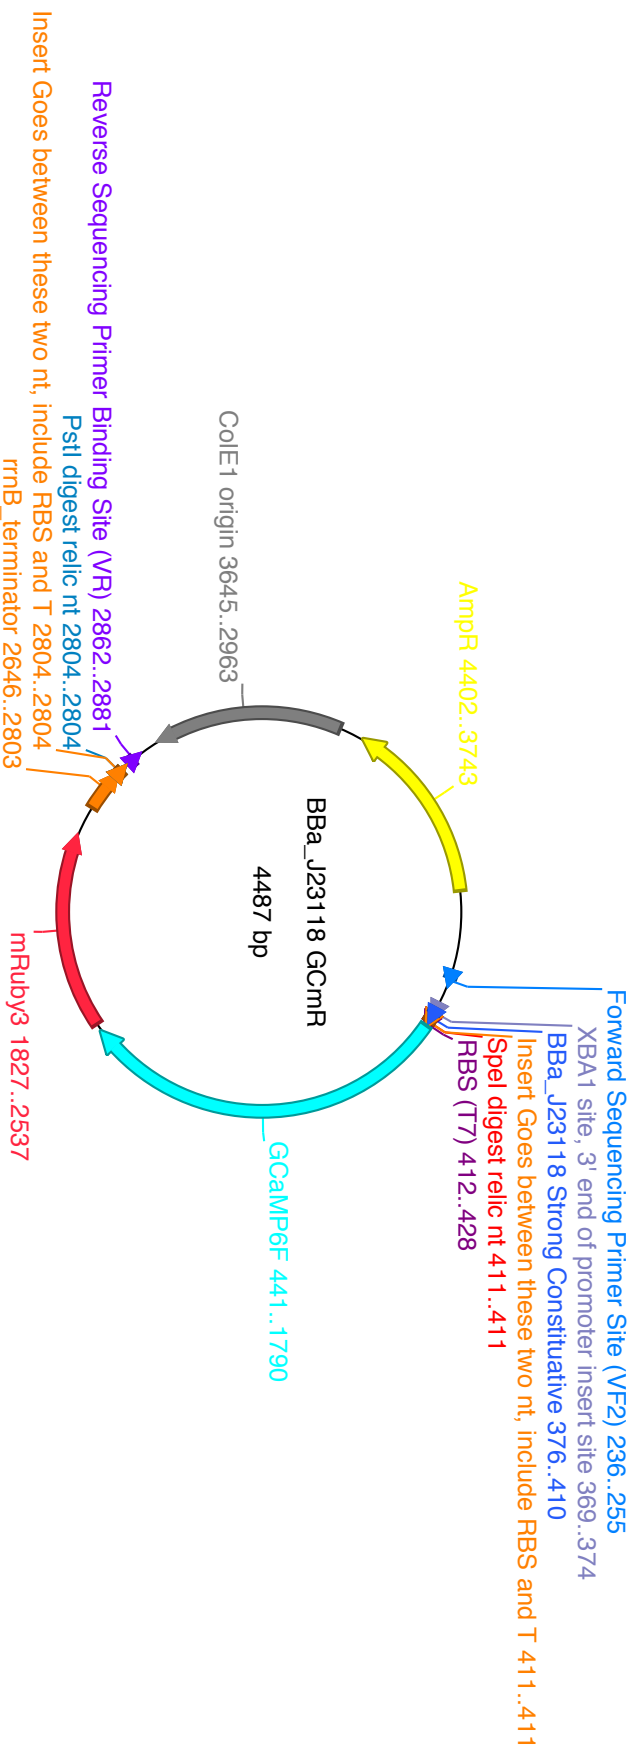 Forward Sequencing Primer Site (VF2) 236..255
XBA1 site, 3' end of promoter insert site 369..374
BBa_J23118 Strong Constituative 376..410
Insert Goes between these two nt, include RBS and T 411..411
SpeI digest relic nt 411..411
RBS (T7) 412..428
AmpR 4402..3743
BBa_J23118 GCmR
4487 bp
GCaMP6F 441..1790
ColE1 origin 3645..2963
Reverse Sequencing Primer Binding Site (VR) 2862..2881
PstI digest relic nt 2804..2804
Insert Goes between these two nt, include RBS and T 2804..2804
rrnB_terminator 2646..2803
mRuby3 1827..2537